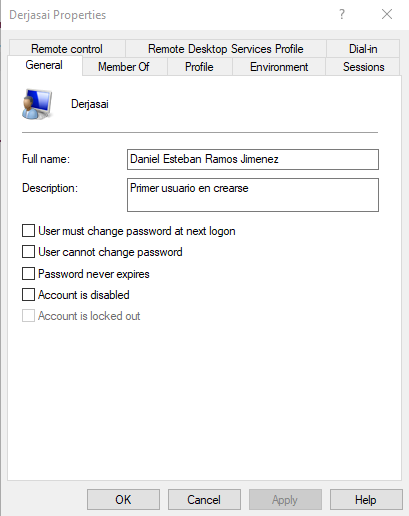 Derjasai Properties
?
Remote control
Remote Desktop Services Profile
Dial-in
General
Member Of
Profile
Environment
Sessions
Derjasai
Full name:
Daniel Esteban Ramos Jimenez
Description:
Primer usuario en crearse
User must change password at next logon
User cannot change password
Password never expires
Account is disabled
Account is locked out
OK
Cancel
Apply
Help